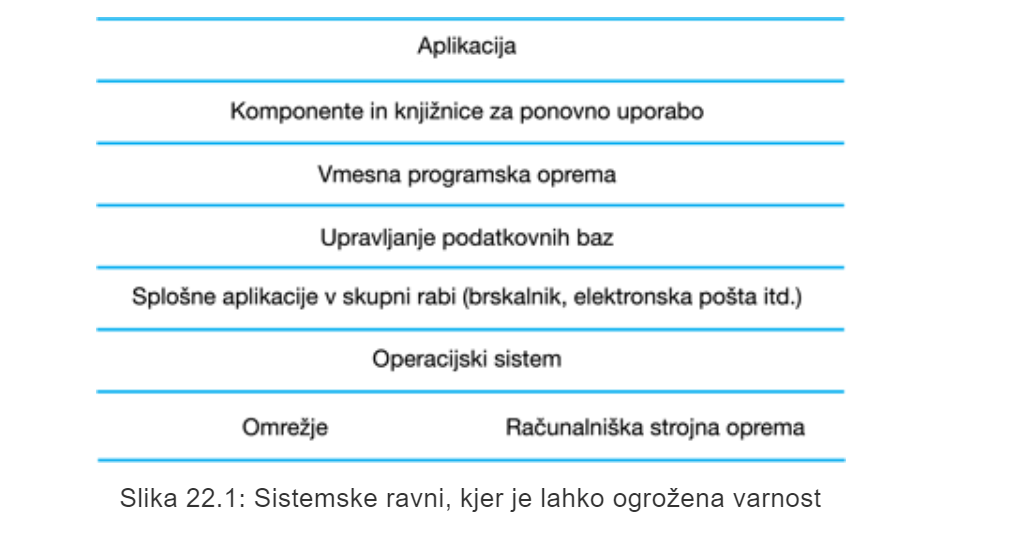 Aplikacija
Komponente in knjižnice za ponovno uporabo
Vmesna programska oprema
Upravljanje podatkovnih baz
Splošne aplikacije v skupni rabi (brskalnik, elektronska pošta itd.)
Operacijski sistem
Omrežje Računalniška strojna oprema
Slika 22.1: Sistemske ravni, kjer je lahko ogrožena varnost